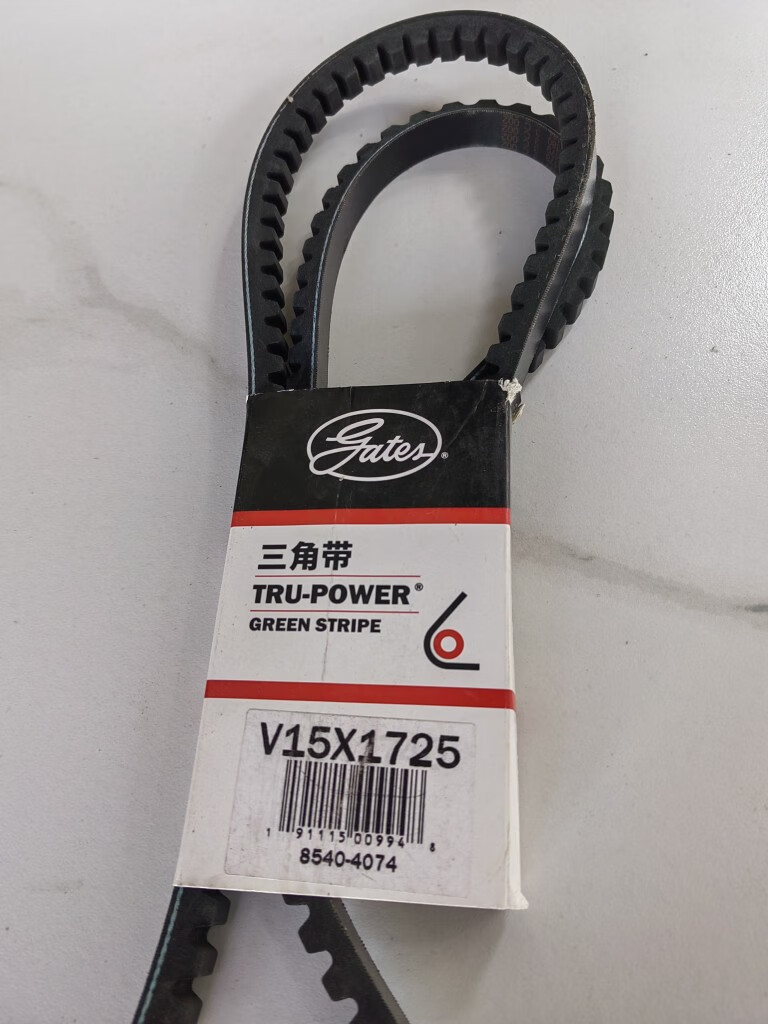 Gates®
三角带
TRU-POWER®
GREEN STRIPE
V15X1725
1 91115 00994 8
8540-4074